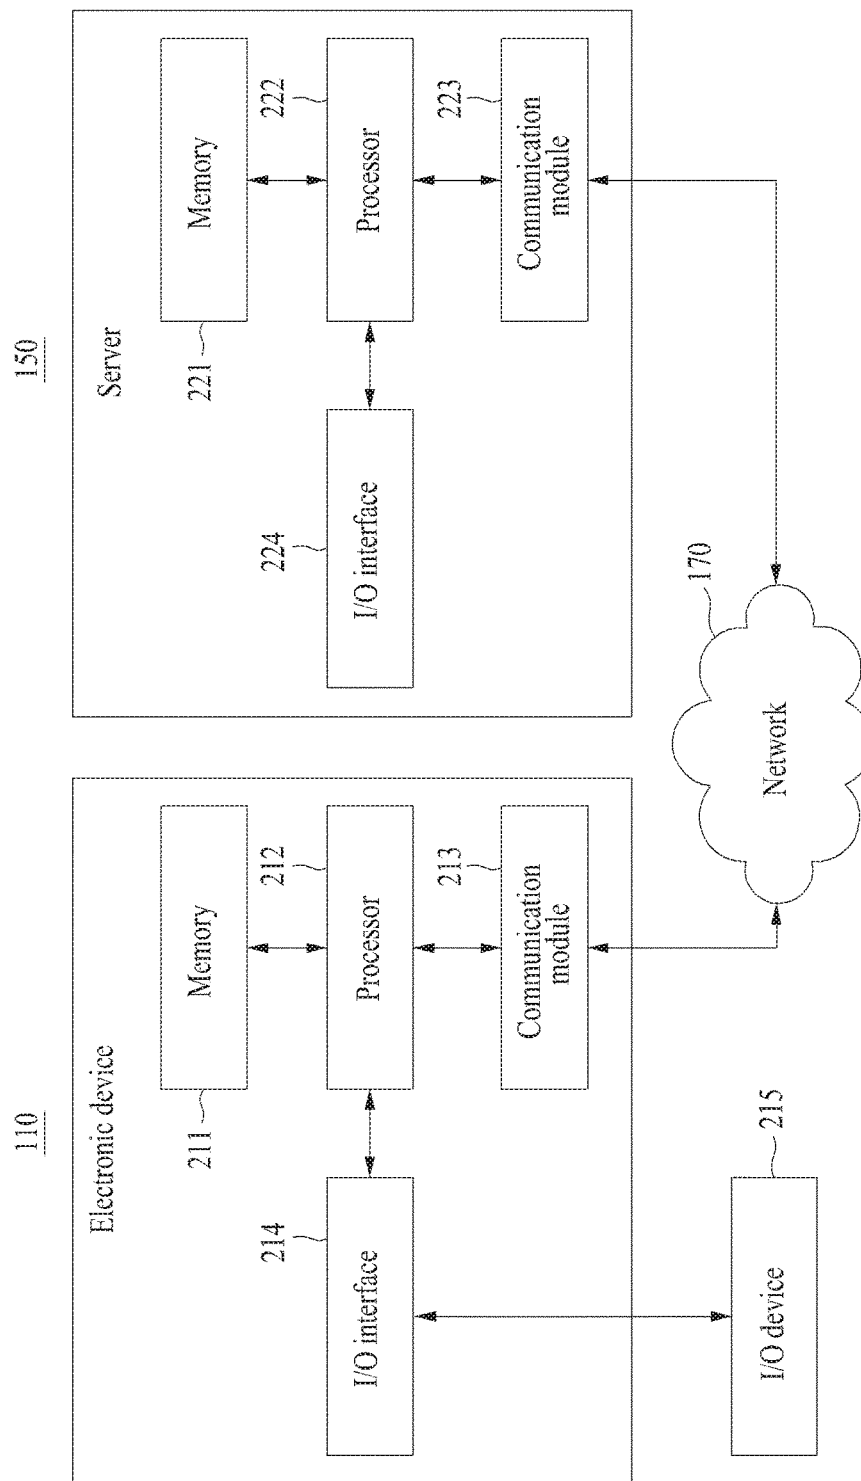 110
Electronic device
Memory
211
212
Processor
214
I/O interface
213
Communication
module
215
I/O device
150
Server
Memory
221
222
Processor
224
I/O interface
223
Communication
module
170
Network